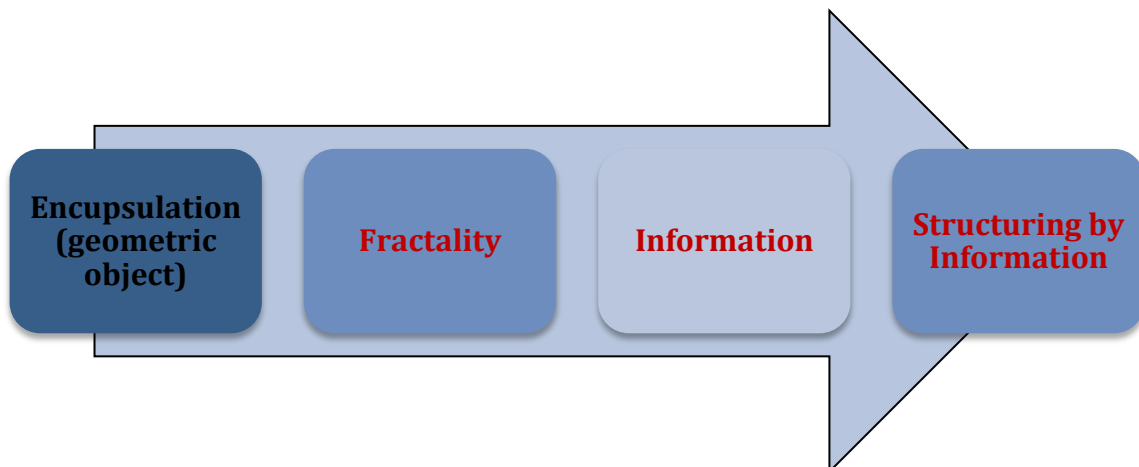 Encupsulation
(geometric
object)
Fractality
Information
Structuring by
Information